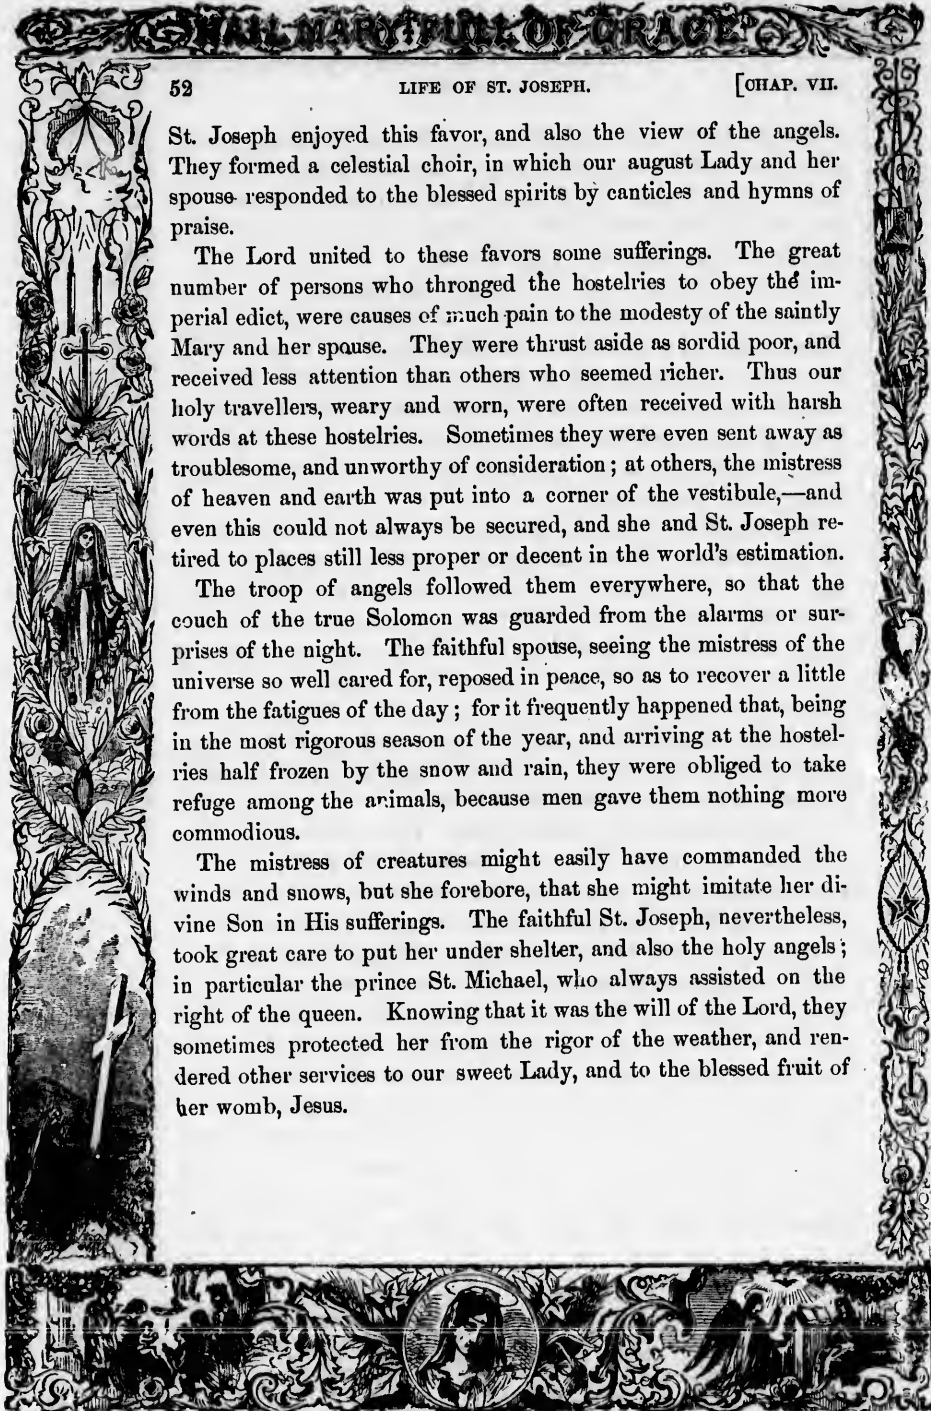 HAIL MARY FULL OF GRACE
52 LIFE OF ST. JOSEPH. [CHAP. VII.
St. Joseph enjoyed this favor, and also the view of the angels.
They formed a celestial choir, in which our august Lady and her
spouse responded to the blessed spirits by canticles and hymns of
praise.
The Lord united to these favors some sufferings. The great
number of persons who thronged the hostelries to obey the im-
perial edict, were causes of much pain to the modesty of the saintly
Mary and her spouse. They were thrust aside as sordid poor, and
received less attention than others who seemed richer. Thus our
holy travellers, weary and worn, were often received with harsh
words at these hostelries. Sometimes they were even sent away as
troublesome, and unworthy of consideration; at others, the mistress
of heaven and earth was put into a corner of the vestibule,—and
even this could not always be secured, and she and St. Joseph re-
tired to places still less proper or decent in the world's estimation.
The troop of angels followed them everywhere, so that the
couch of the true Solomon was guarded from the alarms or sur-
prises of the night. The faithful spouse, seeing the mistress of the
universe so well cared for, reposed in peace, so as to recover a little
from the fatigues of the day; for it frequently happened that, being
in the most rigorous season of the year, and arriving at the hostel-
ries half frozen by the snow and rain, they were obliged to take
refuge among the animals, because men gave them nothing more
commodious.
The mistress of creatures might easily have commanded the
winds and snows, but she forebore, that she might imitate her di-
vine Son in His sufferings. The faithful St. Joseph, nevertheless,
took great care to put her under shelter, and also the holy angels;
in particular the prince St. Michael, who always assisted on the
right of the queen. Knowing that it was the will of the Lord, they
sometimes protected her from the rigor of the weather, and ren-
dered other services to our sweet Lady, and to the blessed fruit of
her womb, Jesus.